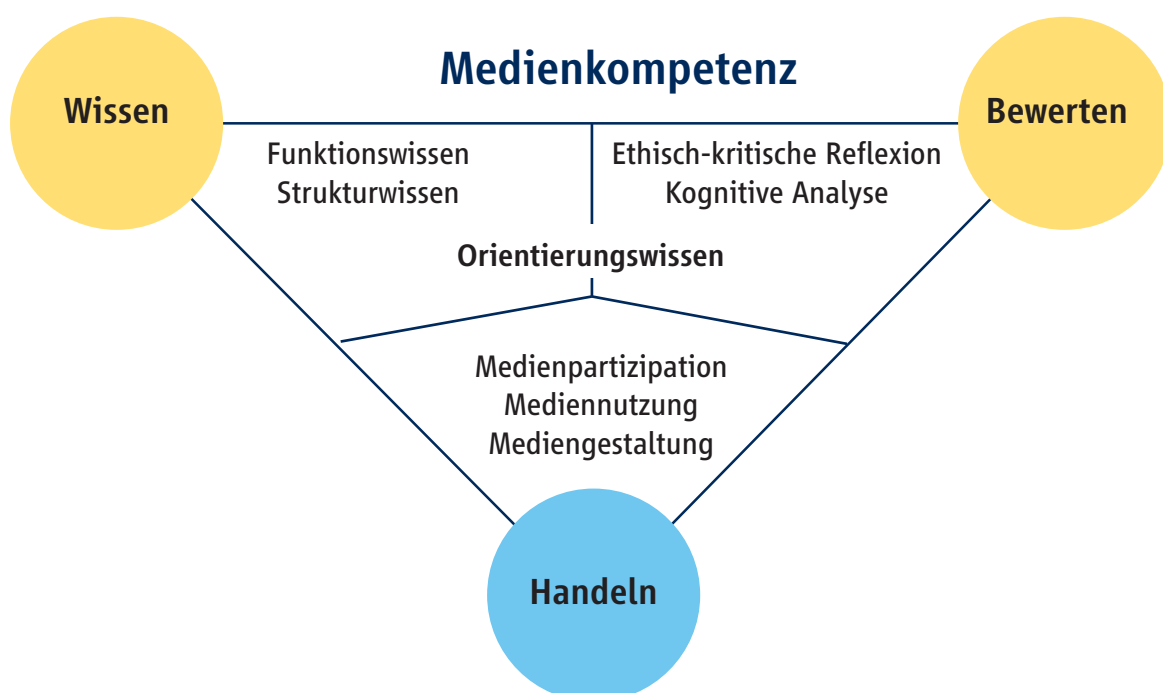 Medienkompetenz
Wissen
Bewerten
Funktionswissen
Strukturwissen
Ethisch-kritische Reflexion
Kognitive Analyse
Orientierungswissen
Medienpartizipation
Mediennutzung
Mediengestaltung
Handeln